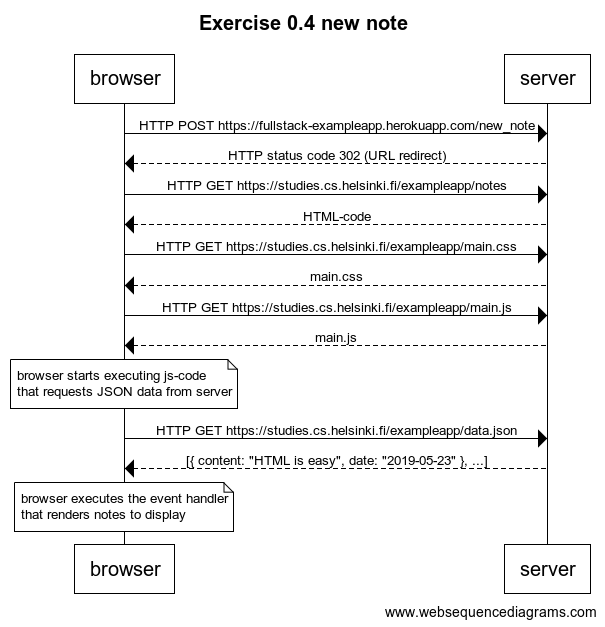 Exercise 0.4 new note
browser
server
HTTP POST https://fullstack-exampleapp.herokuapp.com/new_note
HTTP status code 302 (URL redirect)
HTTP GET https://studies.cs.helsinki.fi/exampleapp/notes
HTML-code
HTTP GET https://studies.cs.helsinki.fi/exampleapp/main.css
main.css
HTTP GET https://studies.cs.helsinki.fi/exampleapp/main.js
main.js
browser starts executing js-code
that requests JSON data from server
HTTP GET https://studies.cs.helsinki.fi/exampleapp/data.json
[{ content: "HTML is easy", date: "2019-05-23" }, ...]
browser executes the event handler
that renders notes to display
browser
server
www.websequencediagrams.com